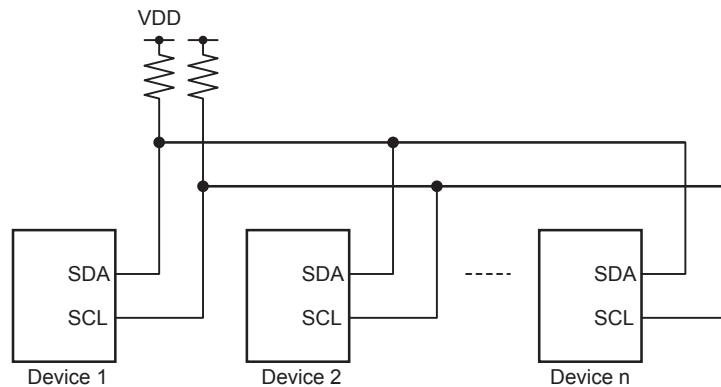 VDD
SDA
SCL
Device 1
SDA
SCL
Device 2
SDA
SCL
Device n